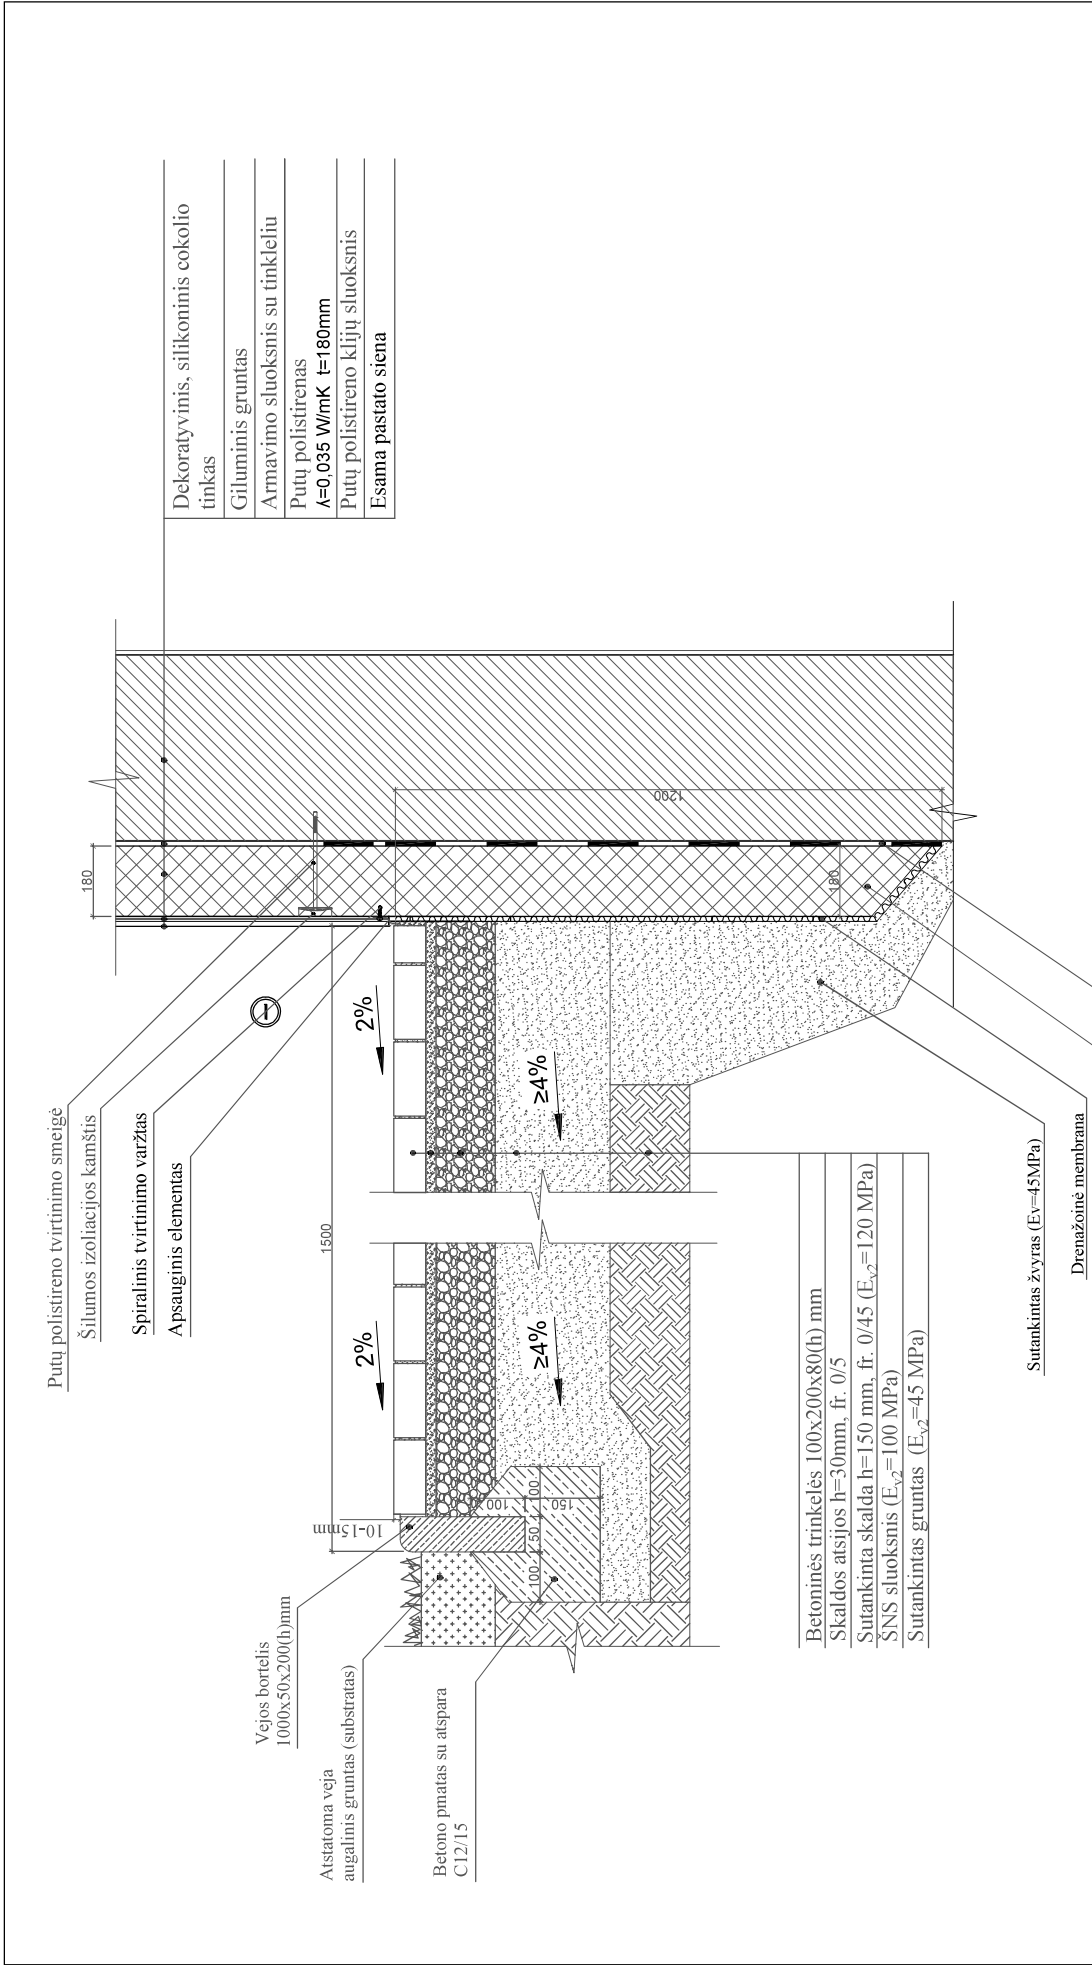 Putų polistireno tvirtinimo smeigė
Šilumos izoliacijos kamštis
Spiralinis tvirtinimo varžtas
Apsauginis elementas
Dekoratyvinis, silikoninis cokolio
tinkas
Giluminis gruntas
Armavimo sluoksnis su tinkleliu
Putų polistirenas
λ=0,035 W/mK t=180mm
Putų polistireno klijų sluoksnis
Esama pastato siena
180
1500
2%
2%
≥4%
≥4%
1200
180
10-15mm
100
150
100
50
100
Vejos bortelis
1000x50x200(h)mm
Atstatoma veja
augalinis gruntas (substratas)
Betono pmatas su atspara
C12/15
Betoninės trinkelės 100x200x80(h) mm
Skaldos atsijos h=30mm, fr. 0/5
Sutankinta skalda h=150 mm, fr. 0/45 (Ev2=120 MPa)
ŠNS sluoksnis (Ev2=100 MPa)
Sutankintas gruntas (Ev2=45 MPa)
Sutankintas žvyras (Ev=45MPa)
Drenažoinė membrana